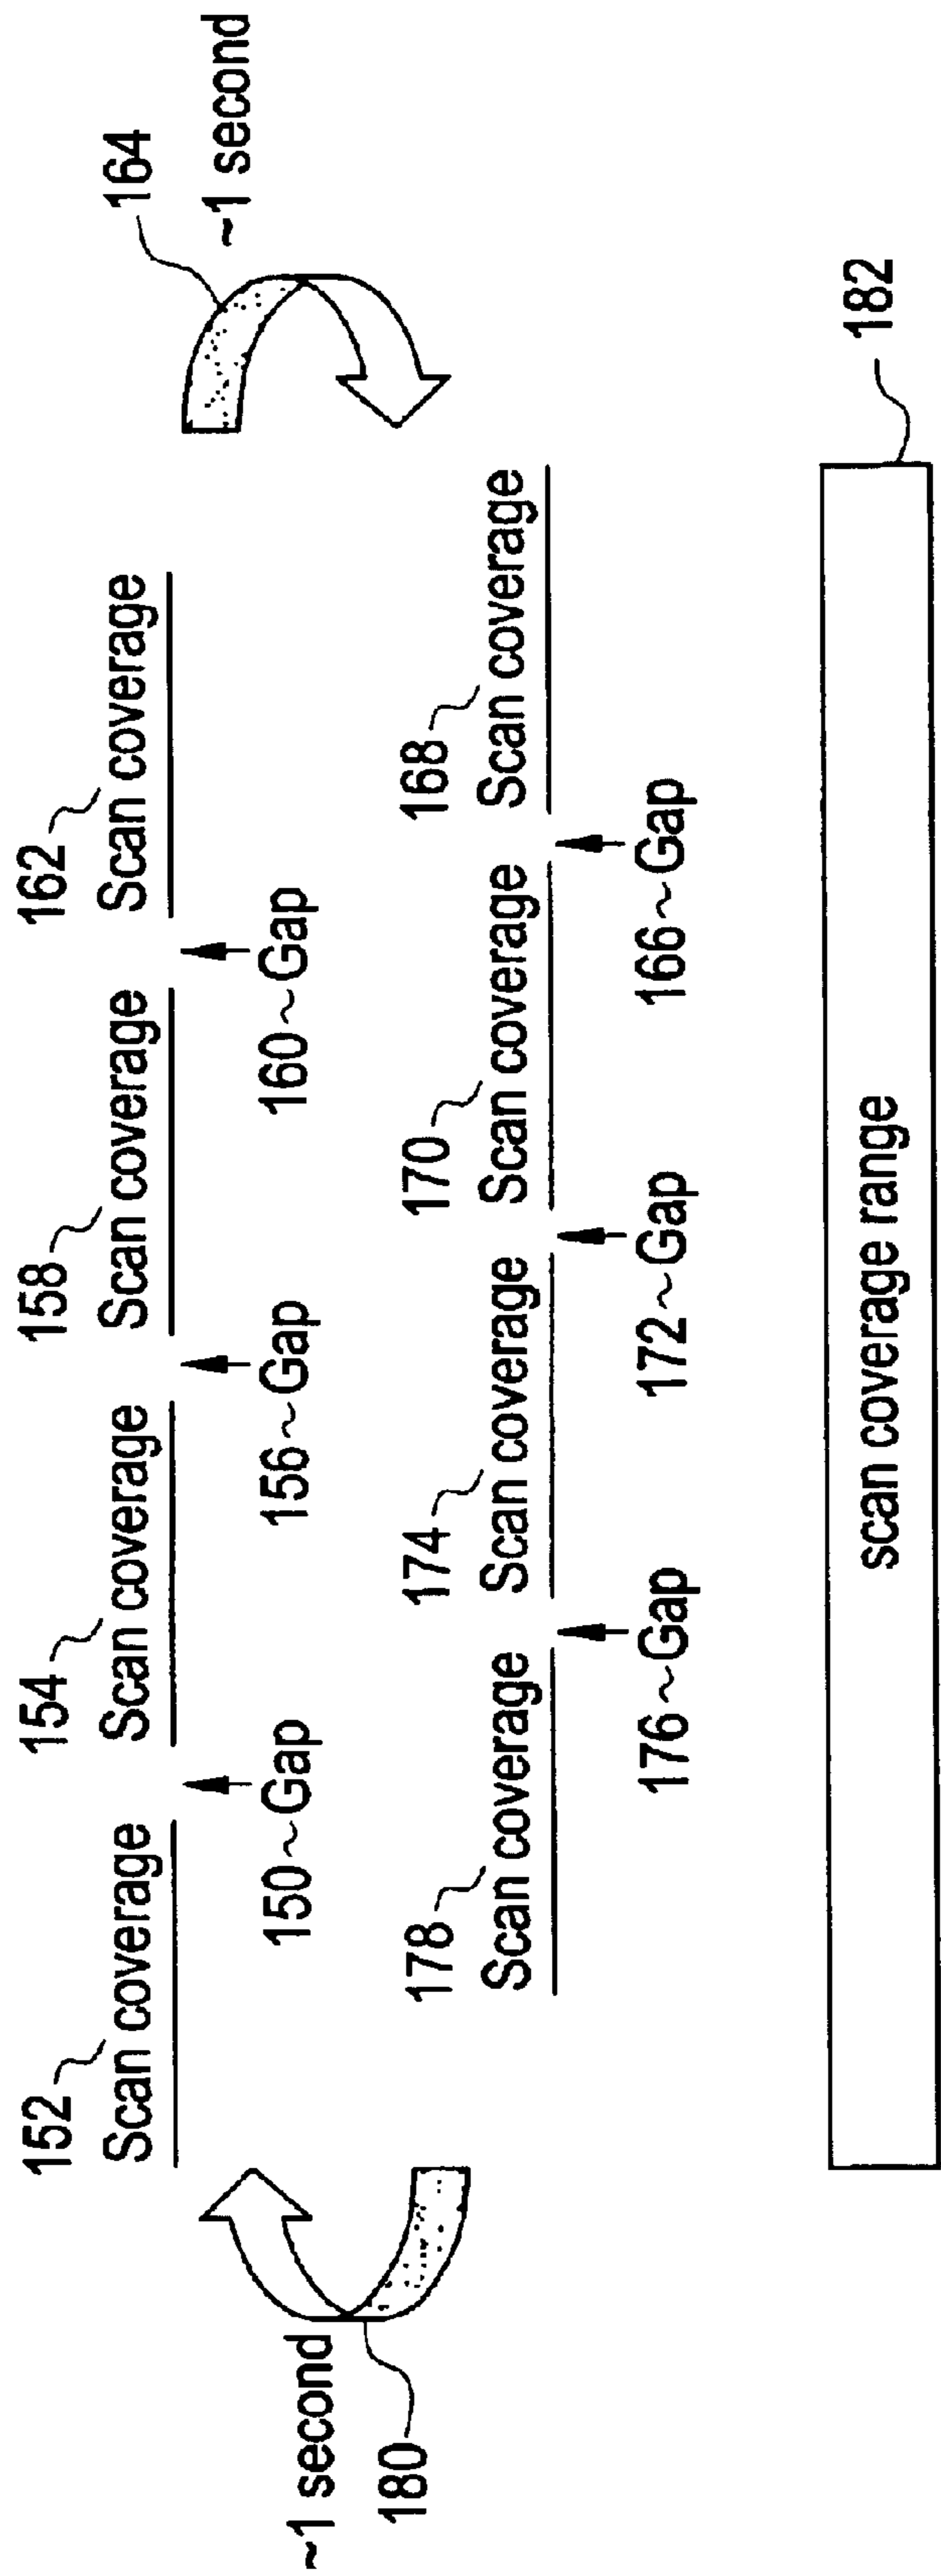 152
154
158
162
Scan coverage
Scan coverage
Scan coverage
Scan coverage
164
~1 second
150~Gap
156~Gap
160~Gap
~1 second
180
178
174
170
168
Scan coverage
Scan coverage
Scan coverage
Scan coverage
176~Gap
172~Gap
166~Gap
scan coverage range
182